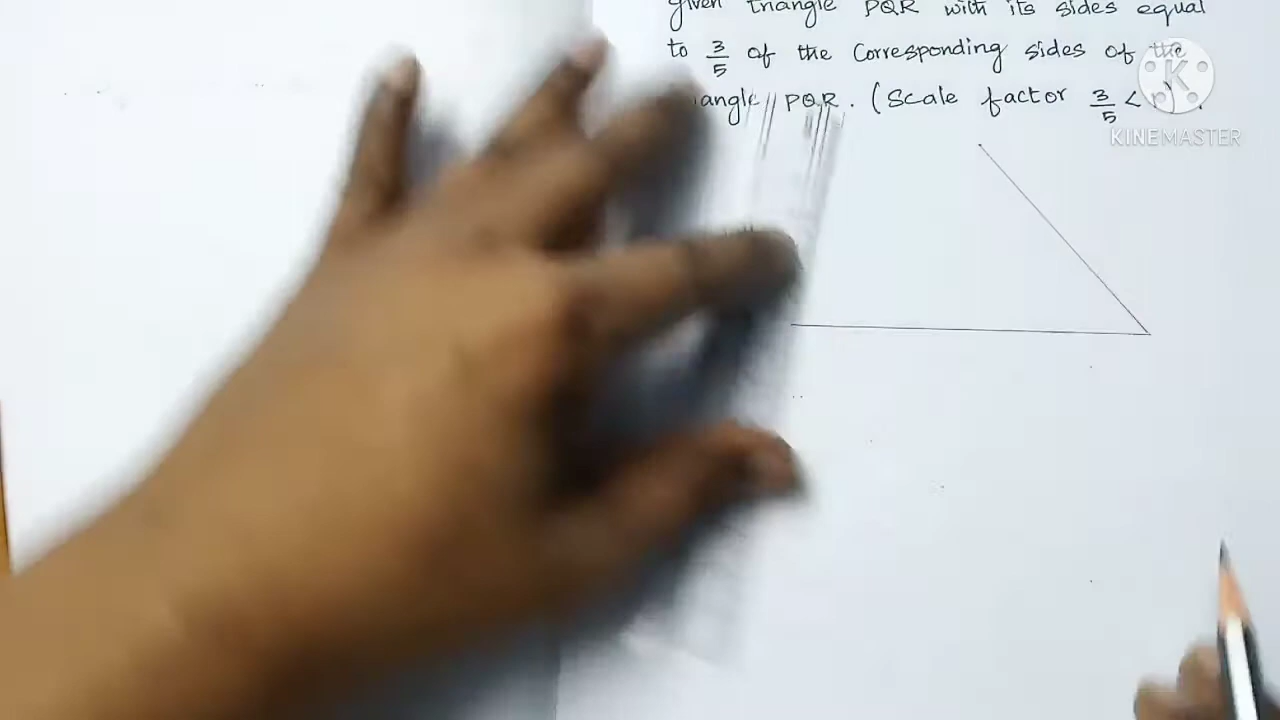 given triangle PQR with its sides equal
to 3/5 of the corresponding sides of the
PQR. (Scale factor 3/5 <
KINEMASTER